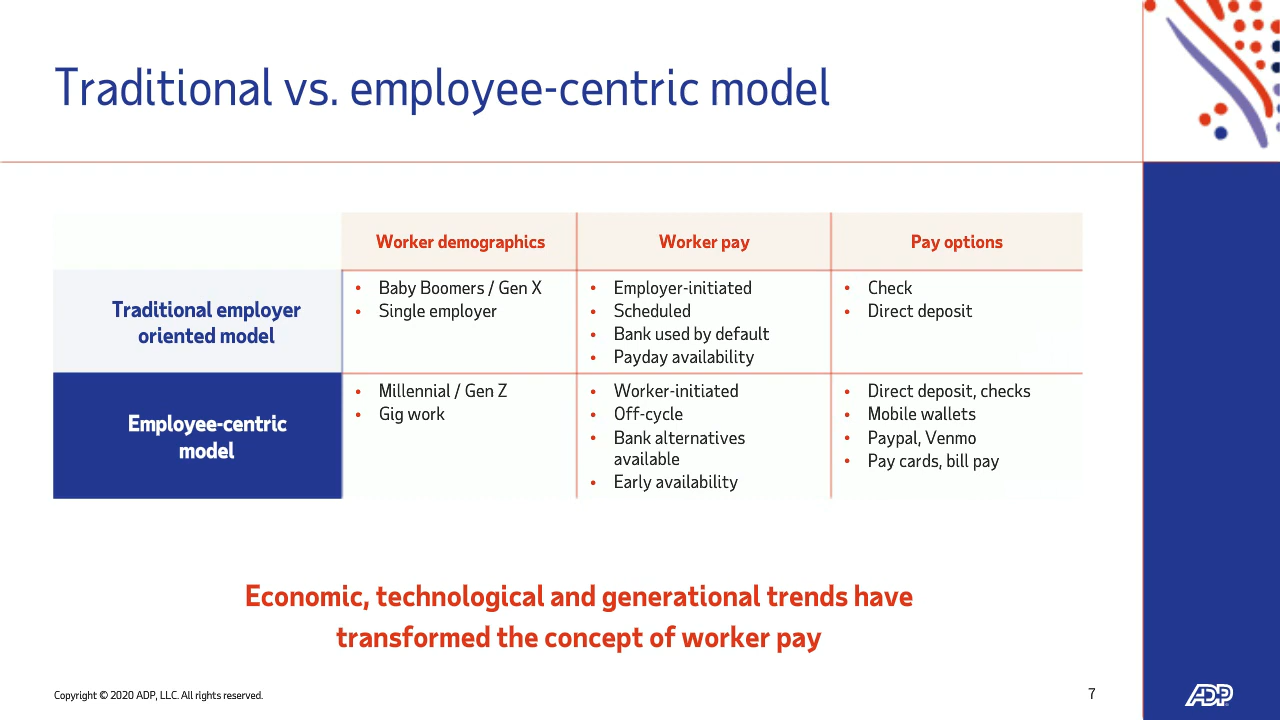 Traditional vs. employee-centric model
Worker demographics
Worker pay
Pay options
Traditional employer
oriented model
• Baby Boomers / Gen X
• Single employer
• Employer-initiated
• Scheduled
• Bank used by default
• Payday availability
• Check
• Direct deposit
Employee-centric
model
• Millennial / Gen Z
• Gig work
• Worker-initiated
• Off-cycle
• Bank alternatives
available
• Early availability
• Direct deposit, checks
• Mobile wallets
• Paypal, Venmo
• Pay cards, bill pay
Economic, technological and generational trends have
transformed the concept of worker pay
Copyright © 2020 ADP, LLC. All rights reserved.
7
ADP